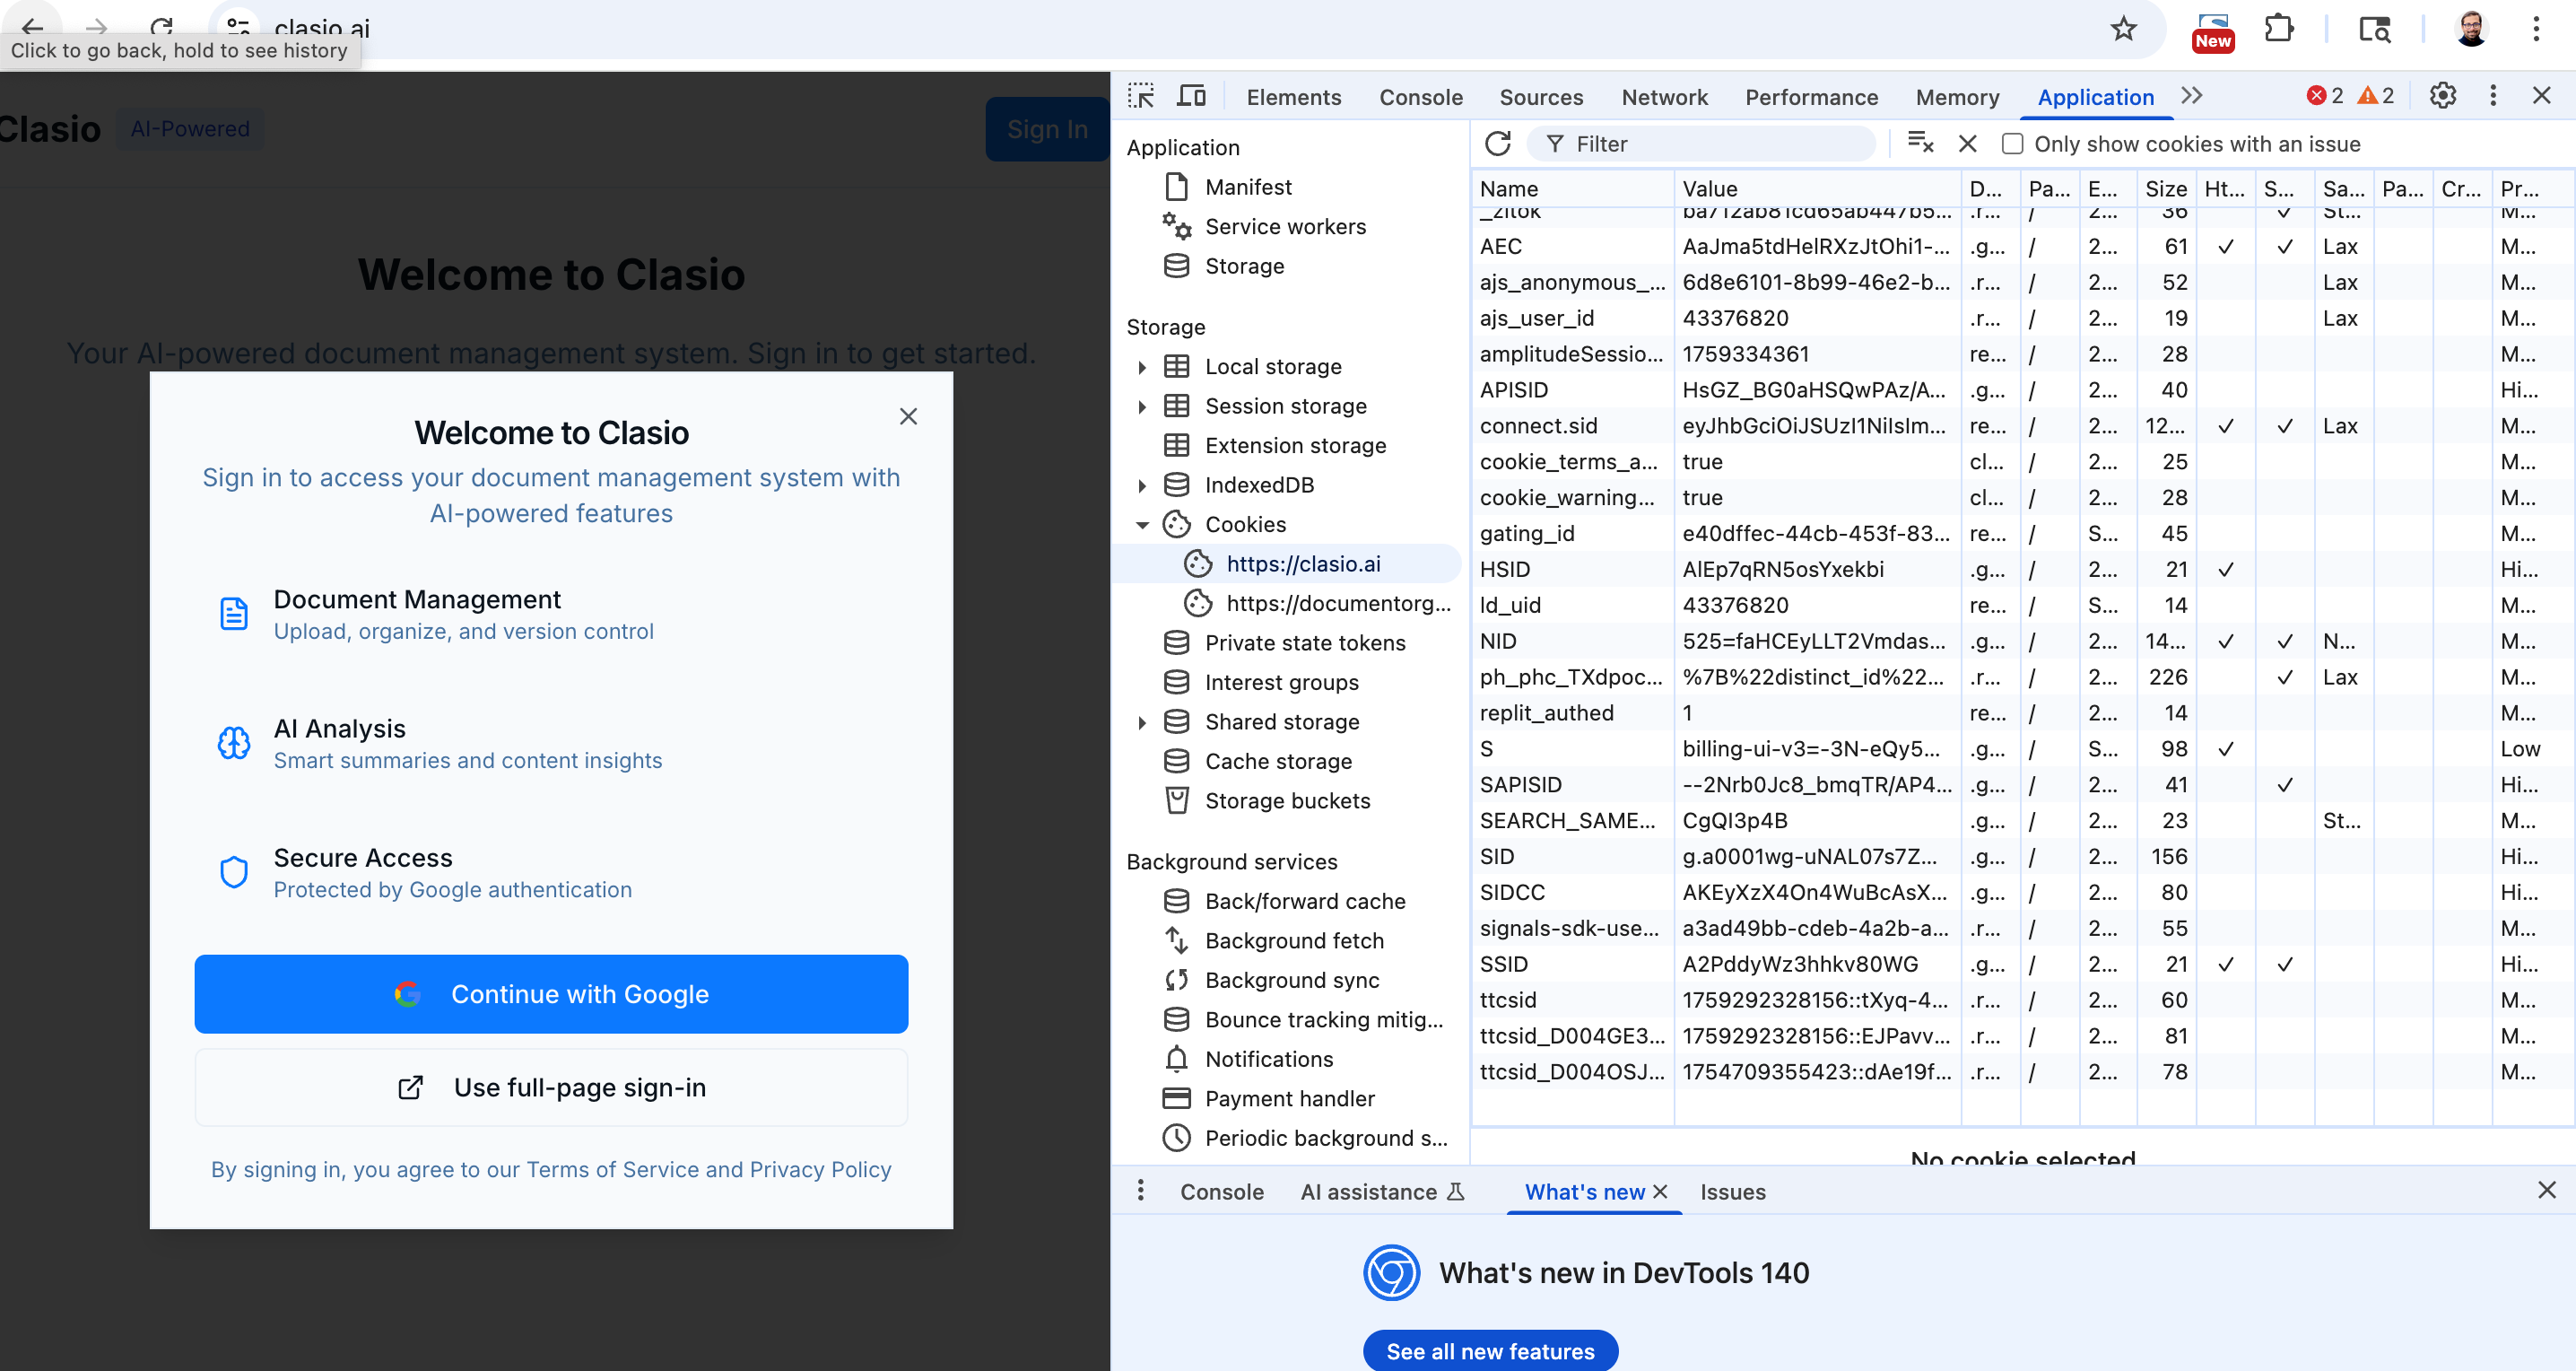 clasio.ai
Click to go back, hold to see history
New
Clasio AI-Powered Sign In
Welcome to Clasio
Your AI-powered document management system. Sign in to get started.
Welcome to Clasio
Sign in to access your document management system with
AI-powered features
Document Management
Upload, organize, and version control
AI Analysis
Smart summaries and content insights
Secure Access
Protected by Google authentication
Continue with Google
Use full-page sign-in
By signing in, you agree to our Terms of Service and Privacy Policy
Elements Console Sources Network Performance Memory Application 2 2
Application
Manifest
Service workers
Storage
Storage
Local storage
Session storage
Extension storage
IndexedDB
Cookies
https://clasio.ai
https://documentorg...
Private state tokens
Interest groups
Shared storage
Cache storage
Storage buckets
Background services
Back/forward cache
Background fetch
Background sync
Bounce tracking mitig...
Notifications
Payment handler
Periodic background s...
Filter Only show cookies with an issue
Name Value D... Pa... E... Size Ht... S... Sa... Pa... Cr... Pr...
_zitok ba712ab81cd65ab447b5... .r... / 2... 36 ✓ St... M...
AEC AaJma5tdHelRXzJtOhi1-... .g... / 2... 61 ✓ ✓ Lax M...
ajs_anonymous_... 6d8e6101-8b99-46e2-b... .r... / 2... 52 Lax M...
ajs_user_id 43376820 .r... / 2... 19 Lax M...
amplitudeSessio... 1759334361 re... / 2... 28 M...
APISID HsGZ_BG0aHSQwPAz/A... .g... / 2... 40 Hi...
connect.sid eyJhbGciOiJSUzI1NiIsIm... re... / 2... 12... ✓ ✓ Lax M...
cookie_terms_a... true cl... / 2... 25 M...
cookie_warning... true cl... / 2... 28 M...
gating_id e40dffec-44cb-453f-83... re... / S... 45 M...
HSID AlEp7qRN5osYxekbi .g... / 2... 21 ✓ Hi...
ld_uid 43376820 re... / S... 14 M...
NID 525=faHCEyLLT2Vmdas... .g... / 2... 14... ✓ ✓ N... M...
ph_phc_TXdpoc... %7B%22distinct_id%22... .r... / 2... 226 ✓ Lax M...
replit_authed 1 re... / 2... 14 M...
S billing-ui-v3=-3N-eQy5... .g... / S... 98 ✓ Low
SAPISID --2Nrb0Jc8_bmqTR/AP4... .g... / 2... 41 ✓ Hi...
SEARCH_SAME... CgQI3p4B .g... / 2... 23 St... M...
SID g.a0001wg-uNAL07s7Z... .g... / 2... 156 Hi...
SIDCC AKEyXzX4On4WuBcAsX... .g... / 2... 80 Hi...
signals-sdk-use... a3ad49bb-cdeb-4a2b-a... .r... / 2... 55 M...
SSID A2PddyWz3hhkv80WG .g... / 2... 21 ✓ ✓ Hi...
ttcsid 1759292328156::tXyq-4... .r... / 2... 60 M...
ttcsid_D004GE3... 1759292328156::EJPavv... .r... / 2... 81 M...
ttcsid_D004OSJ... 1754709355423::dAe19f... .r... / 2... 78 M...
No cookie selected
Console AI assistance What's new Issues
What's new in DevTools 140
See all new features